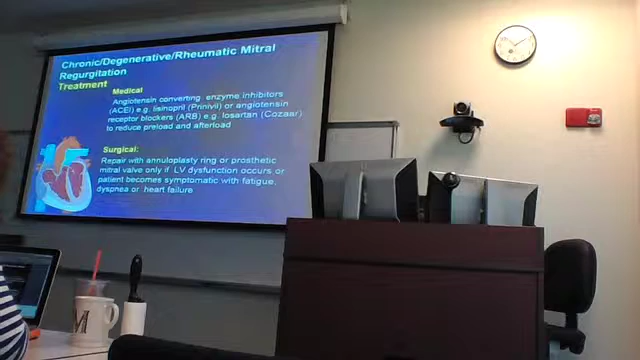 Chronic/Degenerative/Rheumatic Mitral
Regurgitation
Treatment
Medical
Angiotensin converting enzyme inhibitors
(ACEI) e.g. lisinopril (Prinivil) or angiotensin
receptor blockers (ARB) e.g. losartan (Cozaar)
to reduce preload and afterload
Surgical:
Repair with annuloplasty ring or prosthetic
mitral valve only if LV dysfunction occurs or
patient becomes symptomatic with fatigue,
dyspnea or heart failure
M